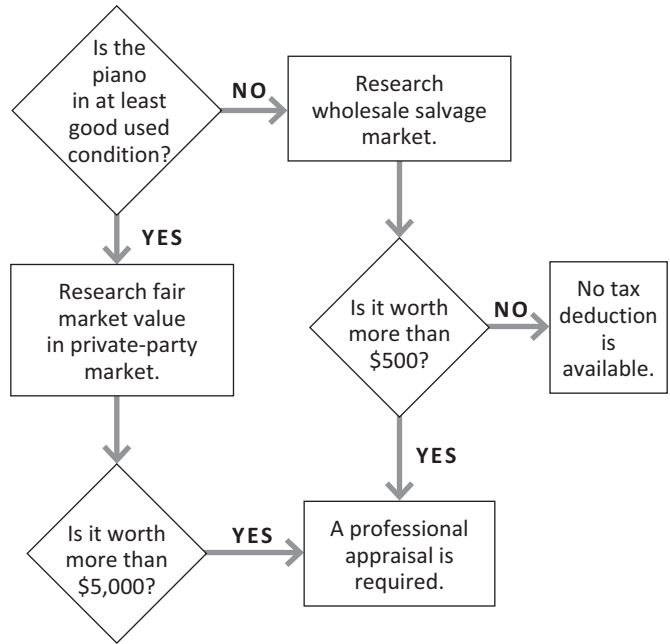 Is the
piano
in at least
good used
condition?
NO
Research
wholesale salvage
market.
YES
Research fair
market value
in private-party
market.
Is it worth
more than
$500?
NO
No tax
deduction
is
available.
YES
Is it worth
more than
$5,000?
YES
A professional
appraisal is
required.